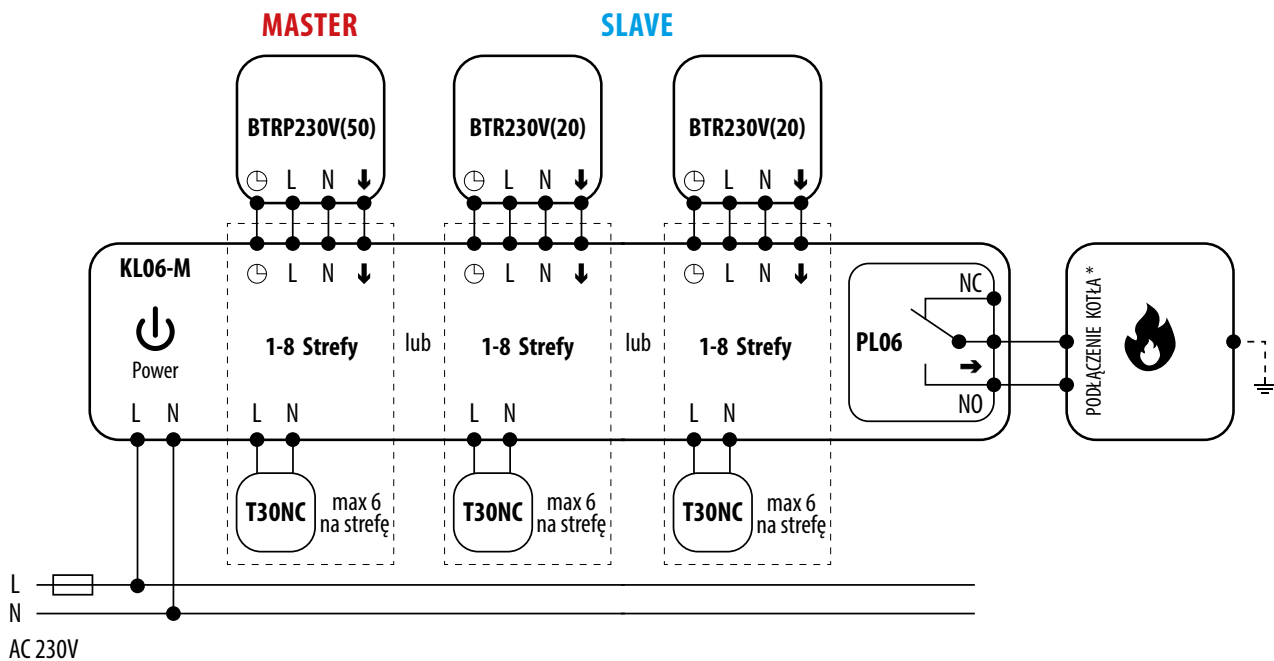 MASTER SLAVE
BTRP230V(50) BTR230V(20) BTR230V(20)
L N L N L N
KL06-M L N L N L N
NC
Power 1-8 Strefy lub 1-8 Strefy lub 1-8 Strefy PL06
PODŁĄCZENIE KOTŁA *
NO
L N L N L N L N
T30NC max 6 T30NC max 6 T30NC max 6
na strefę na strefę na strefę
L
N
AC 230V